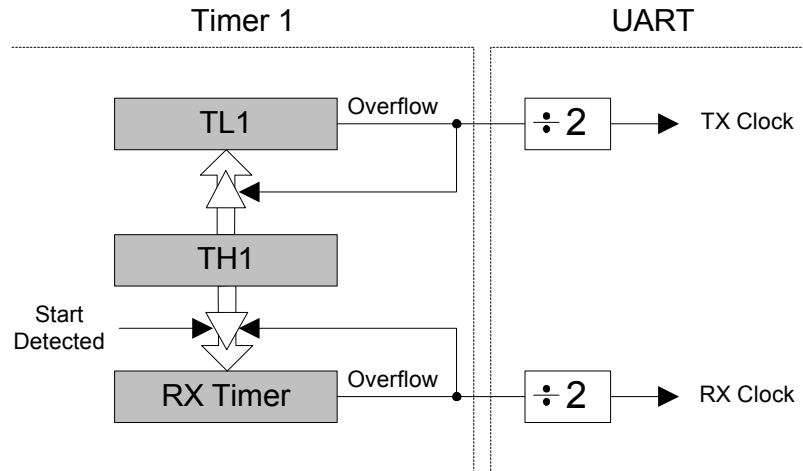 Timer 1
UART
TL1
Overflow
÷ 2
TX Clock
TH1
Start
Detected
RX Timer
Overflow
÷ 2
RX Clock